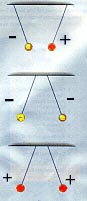 - +
- -
+ +